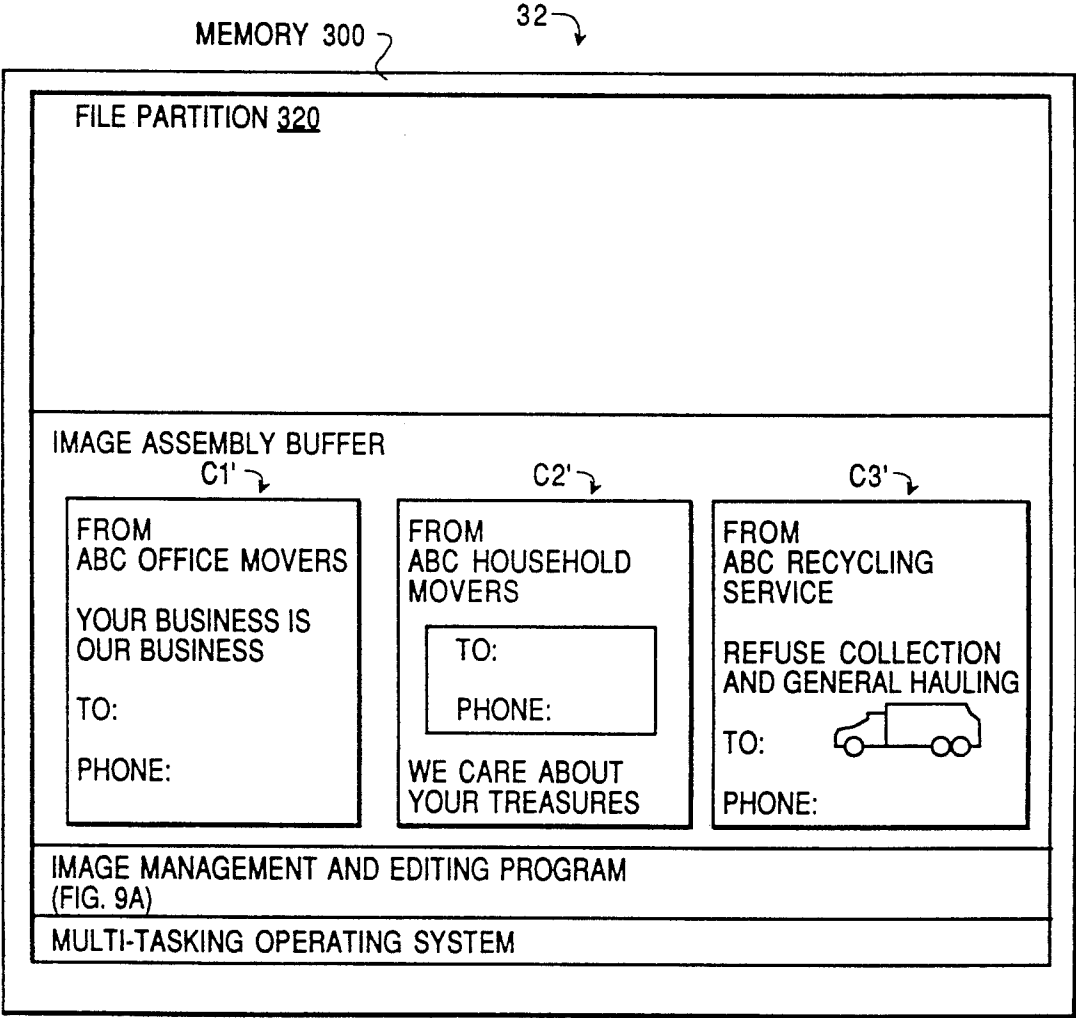 32
MEMORY 300
FILE PARTITION 320
IMAGE ASSEMBLY BUFFER
C1'
FROM
ABC OFFICE MOVERS
YOUR BUSINESS IS
OUR BUSINESS
TO:
PHONE:
C2'
FROM
ABC HOUSEHOLD
MOVERS
TO:
PHONE:
WE CARE ABOUT
YOUR TREASURES
C3'
FROM
ABC RECYCLING
SERVICE
REFUSE COLLECTION
AND GENERAL HAULING
TO:
PHONE:
IMAGE MANAGEMENT AND EDITING PROGRAM
(FIG. 9A)
MULTI-TASKING OPERATING SYSTEM